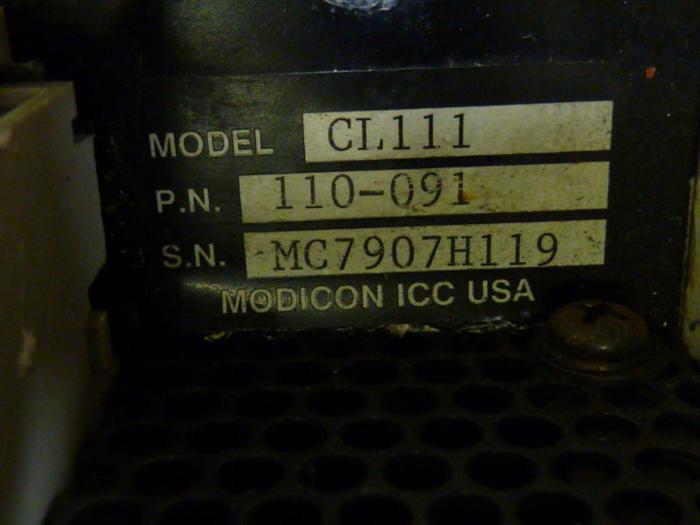 MODEL CL111
P.N. 110-091
S.N. MC7907H119
MODICON ICC USA